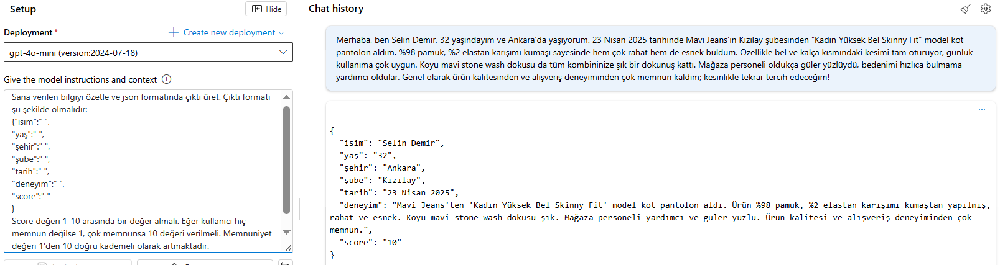 Setup
Hide
Deployment *
Create new deployment
gpt-4o-mini (version:2024-07-18)
Give the model instructions and context
Sana verilen bilgiyi özetle ve json formatında çıktı üret. Çıktı formatı
şu şekilde olmalıdır:
{"isim":" ",
"yaş":" ",
"şehir":" ",
"şube":" ",
"tarih":" ",
"deneyim":" ",
"score":" "
}
Score değeri 1-10 arasında bir değer almalı. Eğer kullanıcı hiç
memnun değilse 1, çok memnunsa 10 değeri verilmeli. Memnuniyet
değeri 1'den 10 doğru kademeli olarak artmaktadır.
Chat history
Merhaba, ben Selin Demir, 32 yaşındayım ve Ankara’da yaşıyorum. 23 Nisan 2025 tarihinde Mavi Jeans’in Kızılay şubesinden “Kadın Yüksek Bel Skinny Fit” model kot
pantolon aldım. %98 pamuk, %2 elastan karışımı kumaşı sayesinde hem çok rahat hem de esnek buldum. Özellikle bel ve kalça kısmındaki kesimi tam oturuyor, günlük
kullanıma çok uygun. Koyu mavi stone wash dokusu da tüm kombininize şık bir dokunuş kattı. Mağaza personeli oldukça güler yüzlüydü, bedenimi hızlıca bulmama
yardımcı oldular. Genel olarak ürün kalitesinden ve alışveriş deneyiminden çok memnun kaldım; kesinlikle tekrar tercih edeceğim!
{
"isim": "Selin Demir",
"yaş": "32",
"şehir": "Ankara",
"şube": "Kızılay",
"tarih": "23 Nisan 2025",
"deneyim": "Mavi Jeans'ten 'Kadın Yüksek Bel Skinny Fit' model kot pantolon aldı. Ürün %98 pamuk, %2 elastan karışımı kumaştan yapılmış,
rahat ve esnek. Koyu mavi stone wash dokusu şık. Mağaza personeli yardımcı ve güler yüzlü. Ürün kalitesi ve alışveriş deneyiminden çok
memnun.",
"score": "10"
}